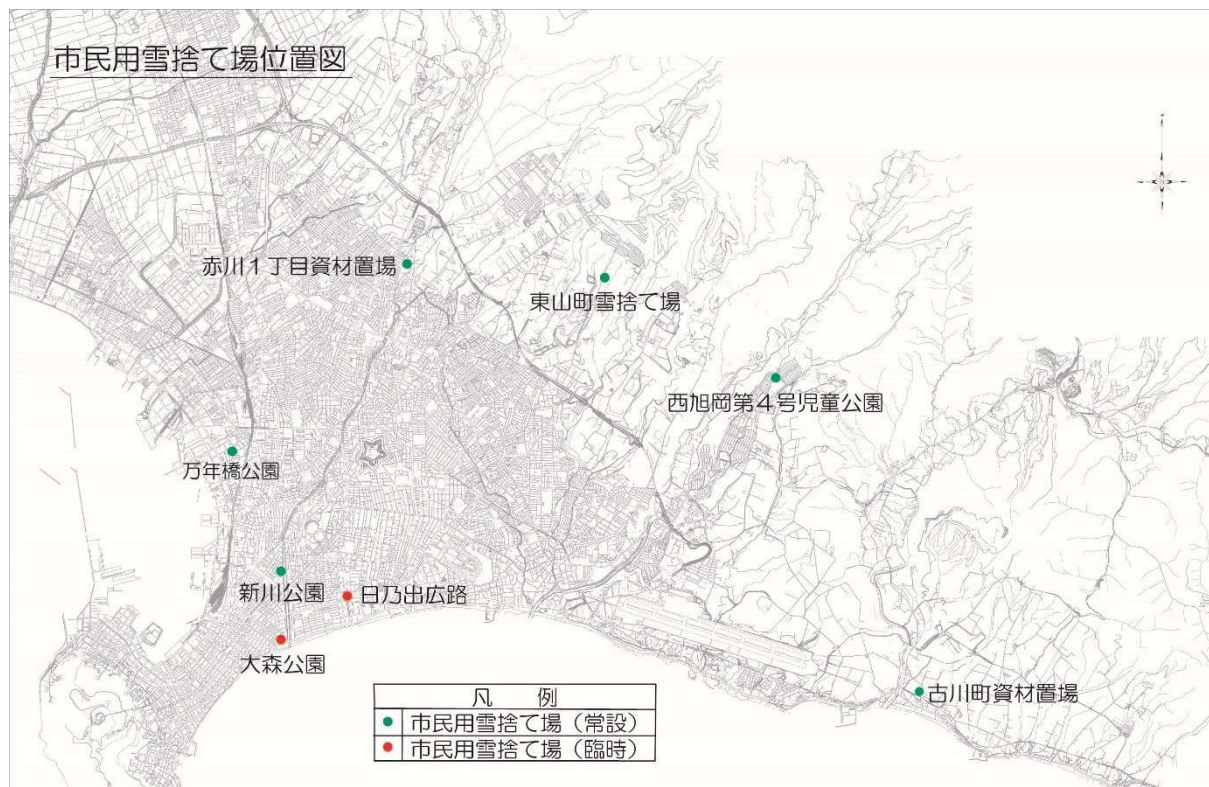 市民用雪捨て場位置図
赤川1丁目資材置場
東山町雪捨て場
西旭岡第4号児童公園
万年橋公園
新川公園
日乃出広路
大森公園
古川町資材置場
凡 例
市民用雪捨て場（常設）
市民用雪捨て場（臨時）